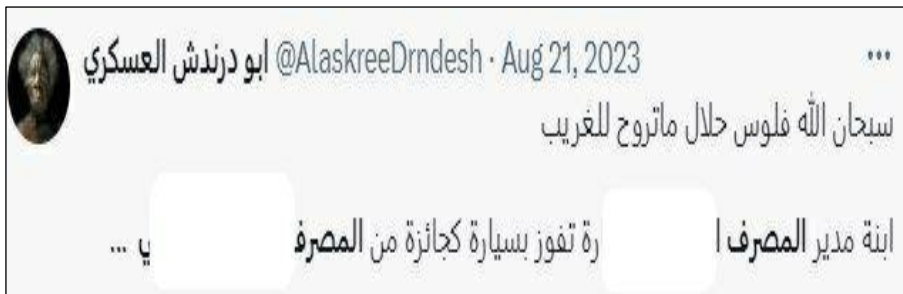 ابو درندش العسكري @AlaskreeDrndesh · Aug 21, 2023 ...
سبحان الله فلوس حلال ماتروح للغريب
ابنة مدير المصرف ا رة تفوز بسيارة كجائزة من المصرف ي ...